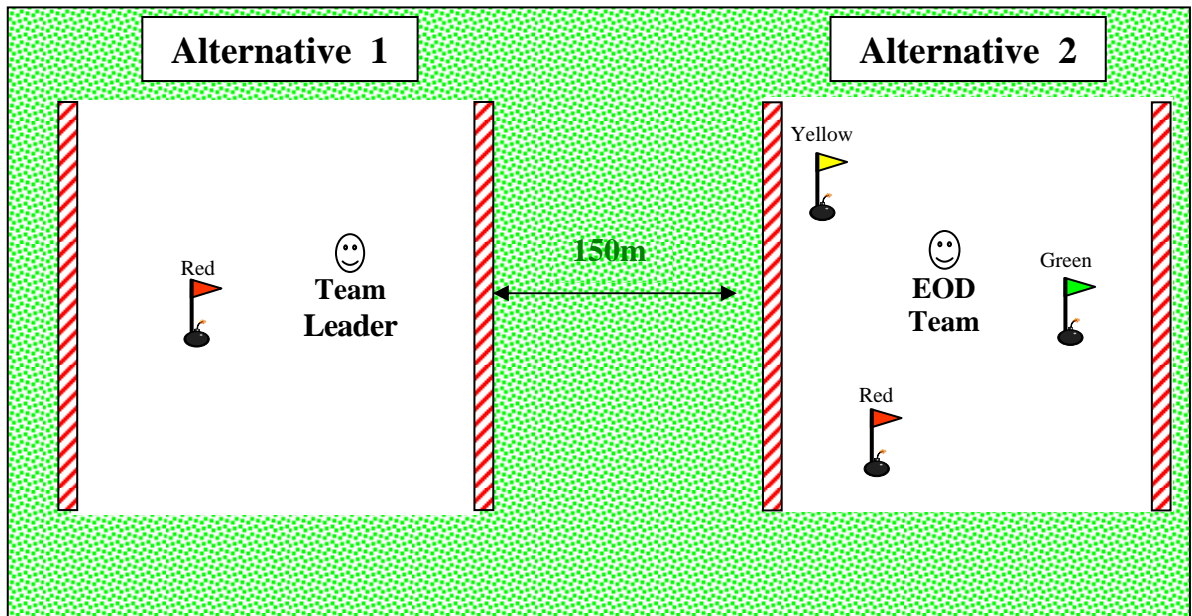 Alternative 1
Alternative 2
Red
Team
Leader
150m
Yellow
EOD
Team
Green
Red